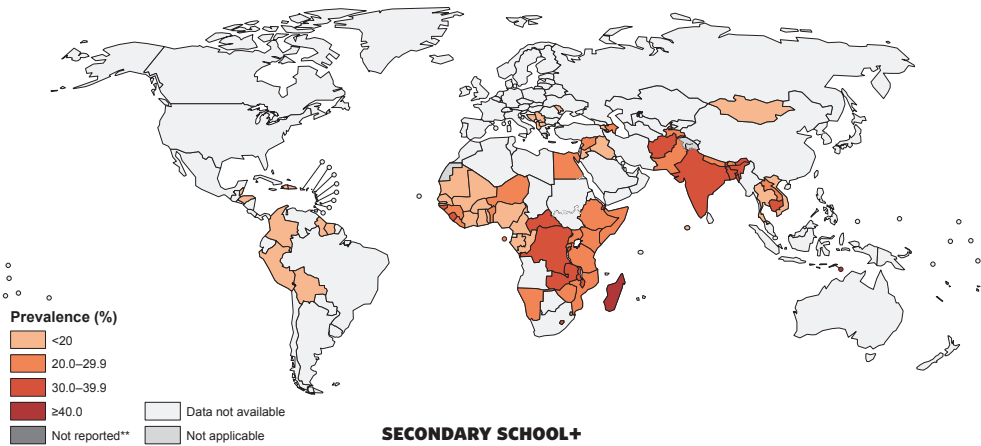 Prevalence (%)
<20
20.0–29.9
30.0–39.9
≥40.0
Not reported**
Data not available
Not applicable
SECONDARY SCHOOL+